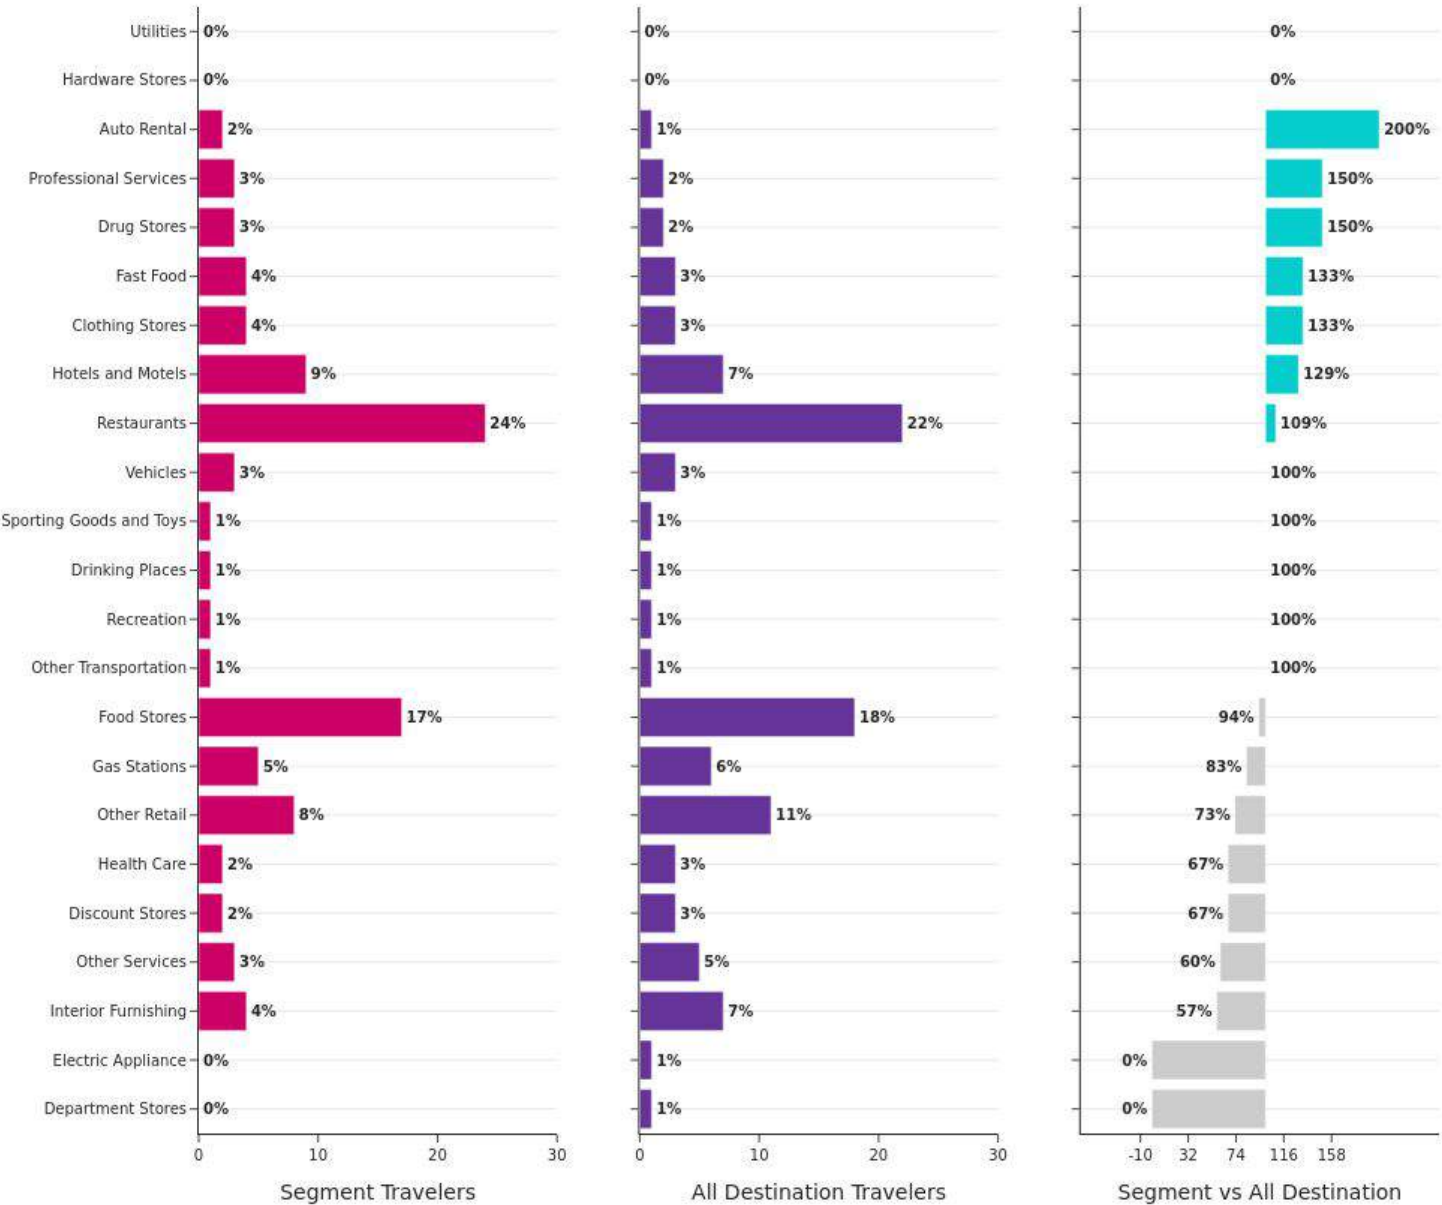 Utilities 0% 0% 0%
Hardware Stores 0% 0% 0%
Auto Rental 2% 1% 200%
Professional Services 3% 2% 150%
Drug Stores 3% 2% 150%
Fast Food 4% 3% 133%
Clothing Stores 4% 3% 133%
Hotels and Motels 9% 7% 129%
Restaurants 24% 22% 109%
Vehicles 3% 3% 100%
Sporting Goods and Toys 1% 1% 100%
Drinking Places 1% 1% 100%
Recreation 1% 1% 100%
Other Transportation 1% 1% 100%
Food Stores 17% 18% 94%
Gas Stations 5% 6% 83%
Other Retail 8% 11% 73%
Health Care 2% 3% 67%
Discount Stores 2% 3% 67%
Other Services 3% 5% 60%
Interior Furnishing 4% 7% 57%
Electric Appliance 0% 1% 0%
Department Stores 0% 1% 0%
0 10 20 30 0 10 20 30 -10 32 74 116 158
Segment Travelers All Destination Travelers Segment vs All Destination